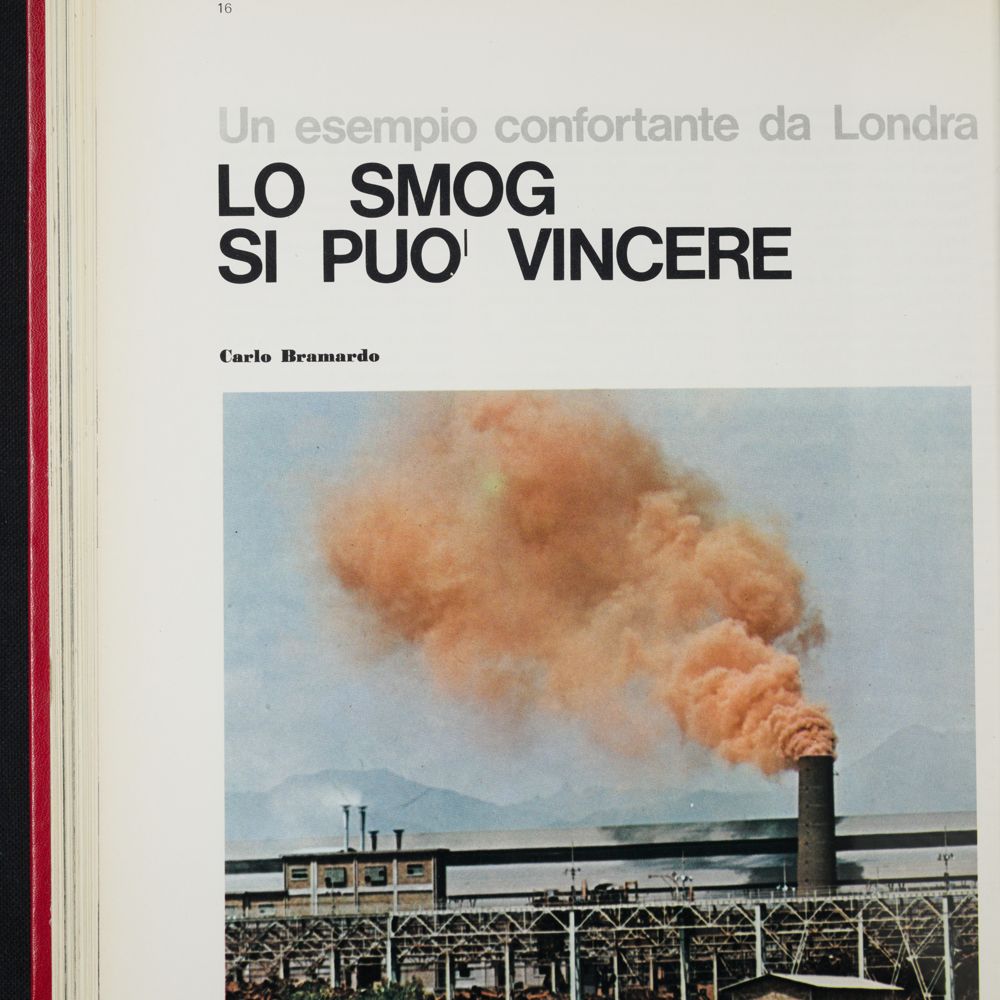 16
Un esempio confortante da Londra
LO SMOG
SI PUO' VINCERE
Carlo Bramardo